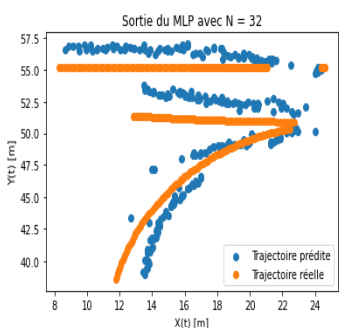 Sortie du MLP avec N = 32
Y(t) [m]
57.5
55.0
52.5
50.0
47.5
45.0
42.5
40.0
Trajectoire prédite
Trajectoire réelle
8 10 12 14 16 18 20 22 24
X(t) [m]